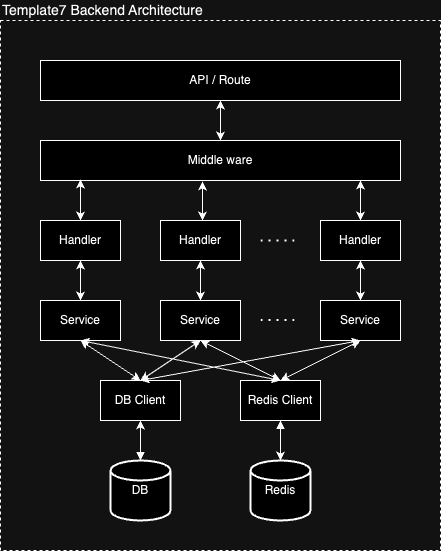 Template7 Backend Architecture
API / Route
Middle ware
Handler Handler ..... Handler
Service Service ..... Service
DB Client Redis Client
DB Redis